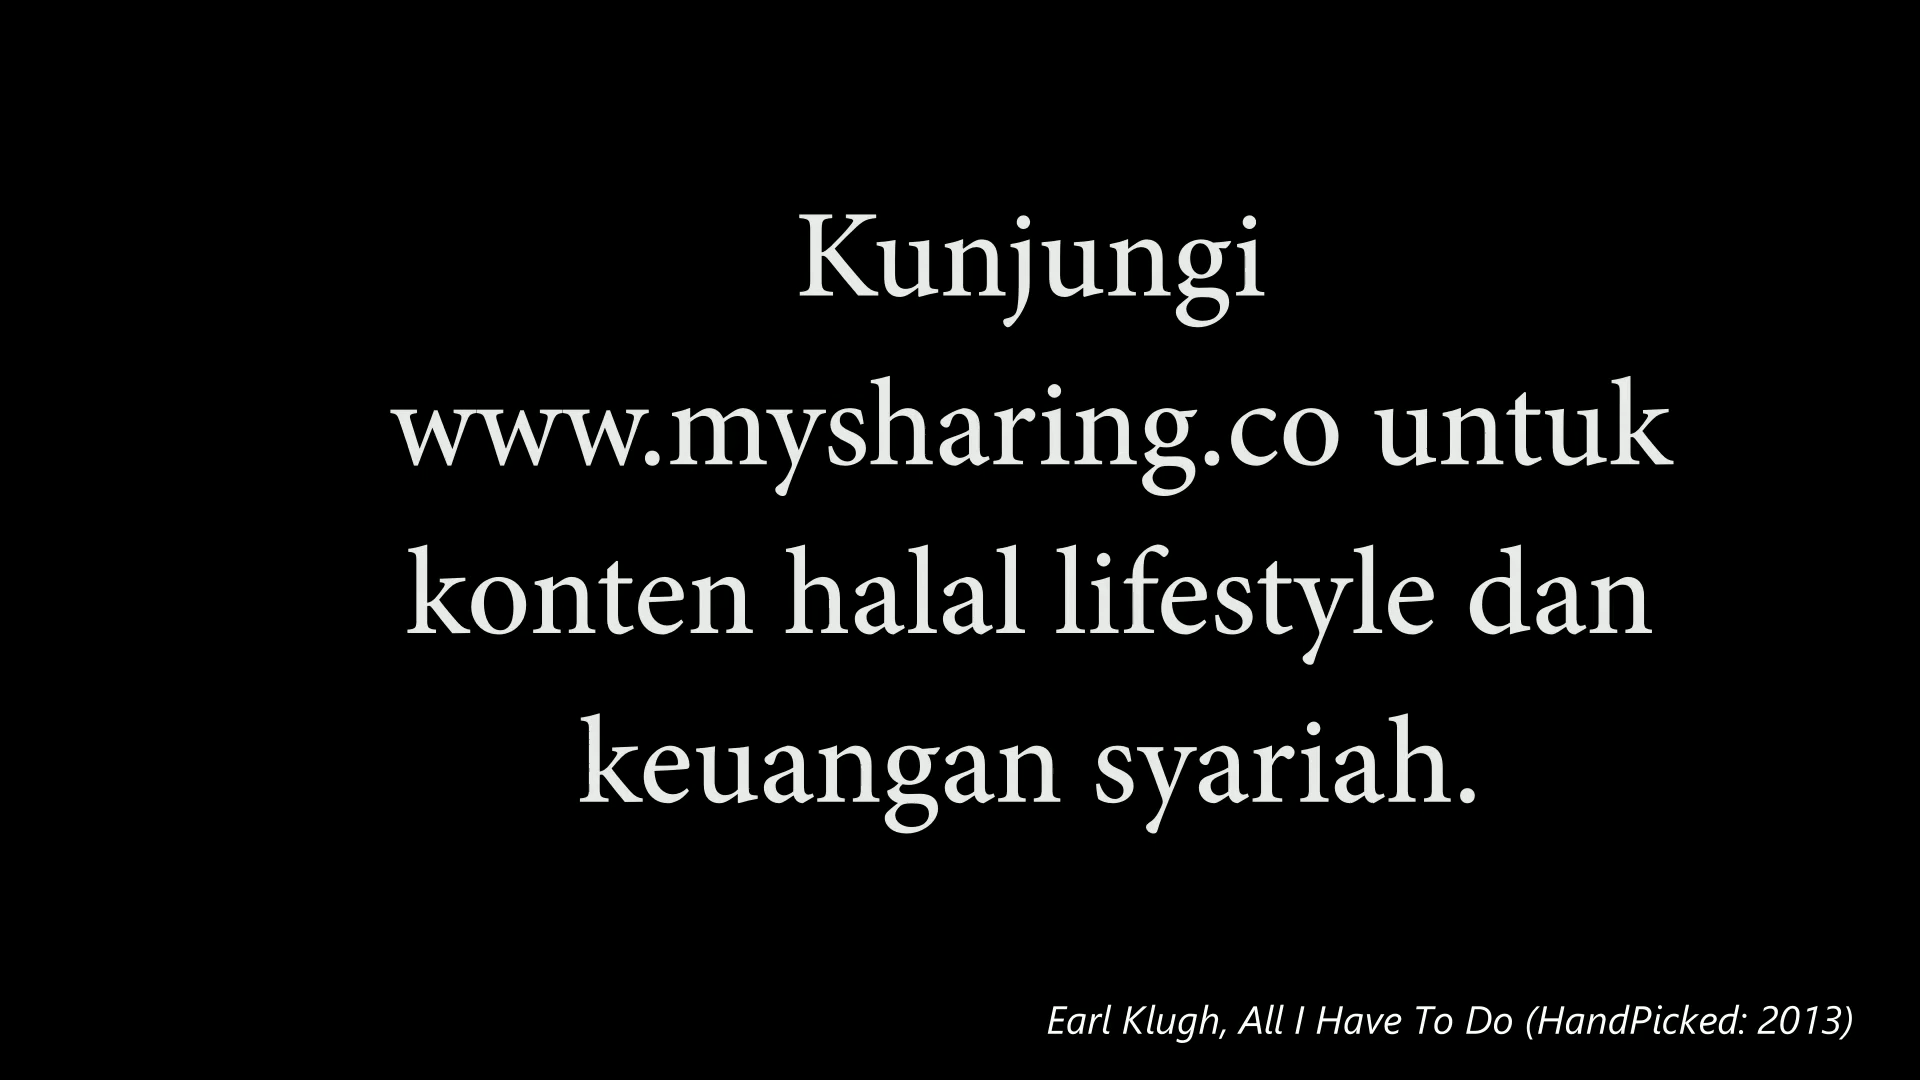 Kunjungi
www.mysharing.co untuk
konten halal lifestyle dan
keuangan syariah.
Earl Klugh, All I Have To Do (HandPicked: 2013)